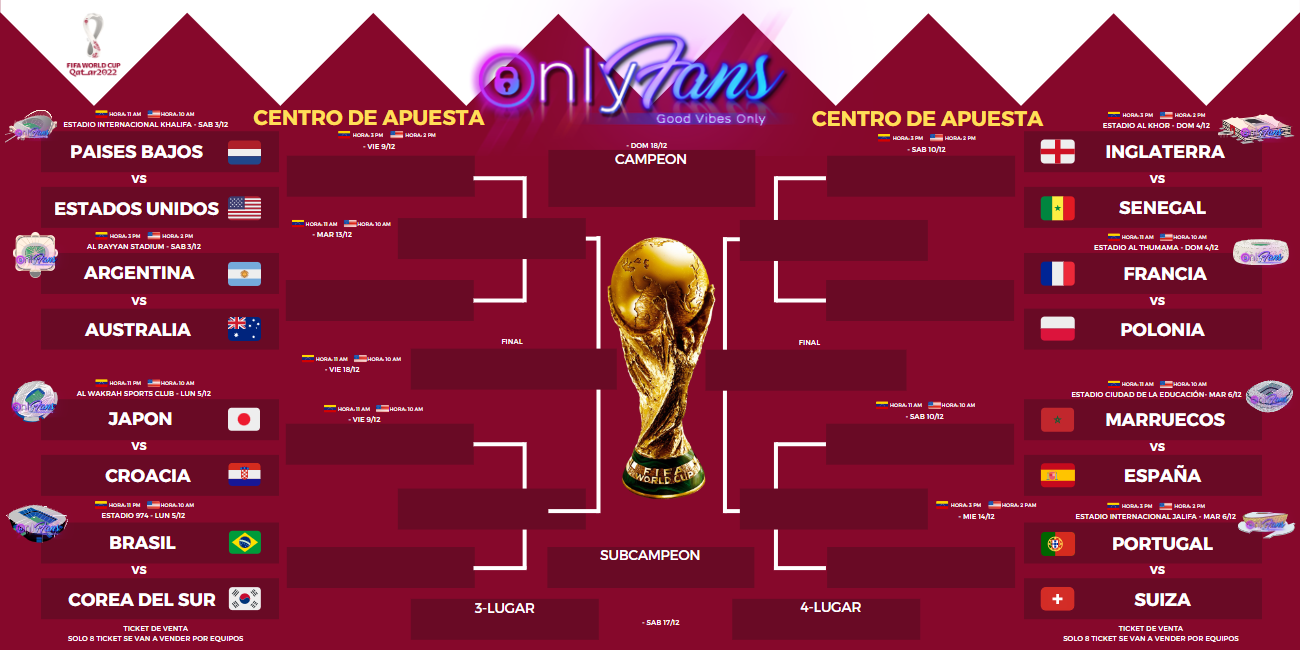 FIFA WORLD CUP
Qatar2022
OnlyFans
Good Vibes Only
CENTRO DE APUESTA
CENTRO DE APUESTA
HORA: 11 AM HORA: 10 AM
ESTADIO INTERNACIONAL KHALIFA - SAB 3/12
PAISES BAJOS
VS
ESTADOS UNIDOS
HORA: 3 PM HORA: 2 PM
AL RAYYAN STADIUM - SAB 3/12
ARGENTINA
VS
AUSTRALIA
HORA: 11 PM HORA: 10 AM
AL WAKRAH SPORTS CLUB - LUN 5/12
JAPON
VS
CROACIA
HORA: 11 PM HORA: 10 AM
ESTADIO 974 - LUN 5/12
BRASIL
VS
COREA DEL SUR
TICKET DE VENTA
SOLO 8 TICKET SE VAN A VENDER POR EQUIPOS
HORA: 3 PM HORA: 2 PM
- VIE 9/12
HORA: 11 AM HORA: 10 AM
- MAR 13/12
HORA: 11 AM HORA: 10 AM
- VIE 18/12
HORA: 11 AM HORA: 10 AM
- VIE 9/12
- DOM 18/12
CAMPEON
FINAL
FINAL
FIFA
WORLD CUP
SUBCAMPEON
3-LUGAR
4-LUGAR
- SAB 17/12
HORA: 3 PM HORA: 2 PM
- SAB 10/12
HORA: 11 AM HORA: 10 AM
- SAB 10/12
HORA: 3 PM HORA: 2 PAM
- MIE 14/12
HORA: 3 PM HORA: 2 PM
ESTADIO AL KHOR - DOM 4/12
INGLATERRA
VS
SENEGAL
HORA: 11 AM HORA: 10 AM
ESTADIO AL THUMAMA - DOM 4/12
FRANCIA
VS
POLONIA
HORA: 11 AM HORA: 10 AM
ESTADIO CIUDAD DE LA EDUCACIÓN- MAR 6/12
MARRUECOS
VS
ESPAÑA
HORA: 3 PM HORA: 2 PM
ESTADIO INTERNACIONAL JALIFA - MAR 6/12
PORTUGAL
VS
SUIZA
TICKET DE VENTA
SOLO 8 TICKET SE VAN A VENDER POR EQUIPOS